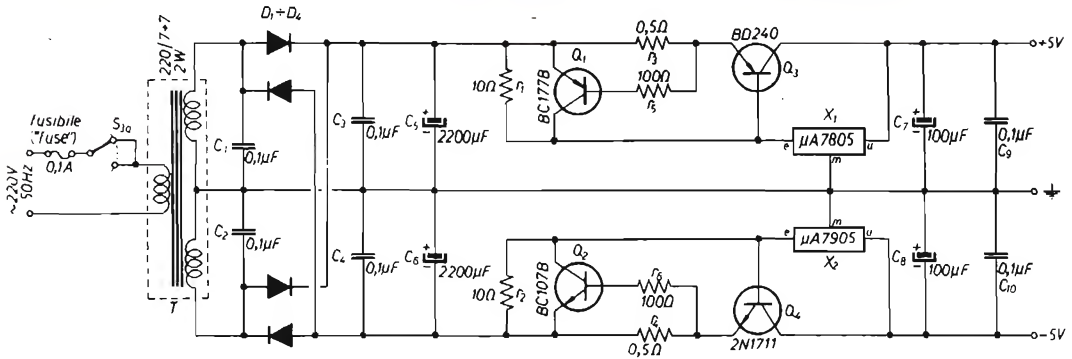 D₁÷D₄
220/7+7
2W
fusibile
("fuse")
0,1A
S₃ₐ
~220V
50Hz
T
C₁
0,1µF
C₂
0,1µF
C₃
0,1µF
C₄
0,1µF
C₅
+
−
2200µF
C₆
+
−
2200µF
10Ω
r₁
Q₁
BC177B
0,5Ω
r₃
100Ω
r₅
BD240
Q₃
X₁
µA7805
e
u
m
C₇
+
−
100µF
0,1µF
C₉
+5V
10Ω
r₂
Q₂
BC107B
r₆
100Ω
r₄
0,5Ω
Q₄
2N1711
m
µA7905
e
u
X₂
C₈
+
−
100µF
0,1µF
C₁₀
−5V